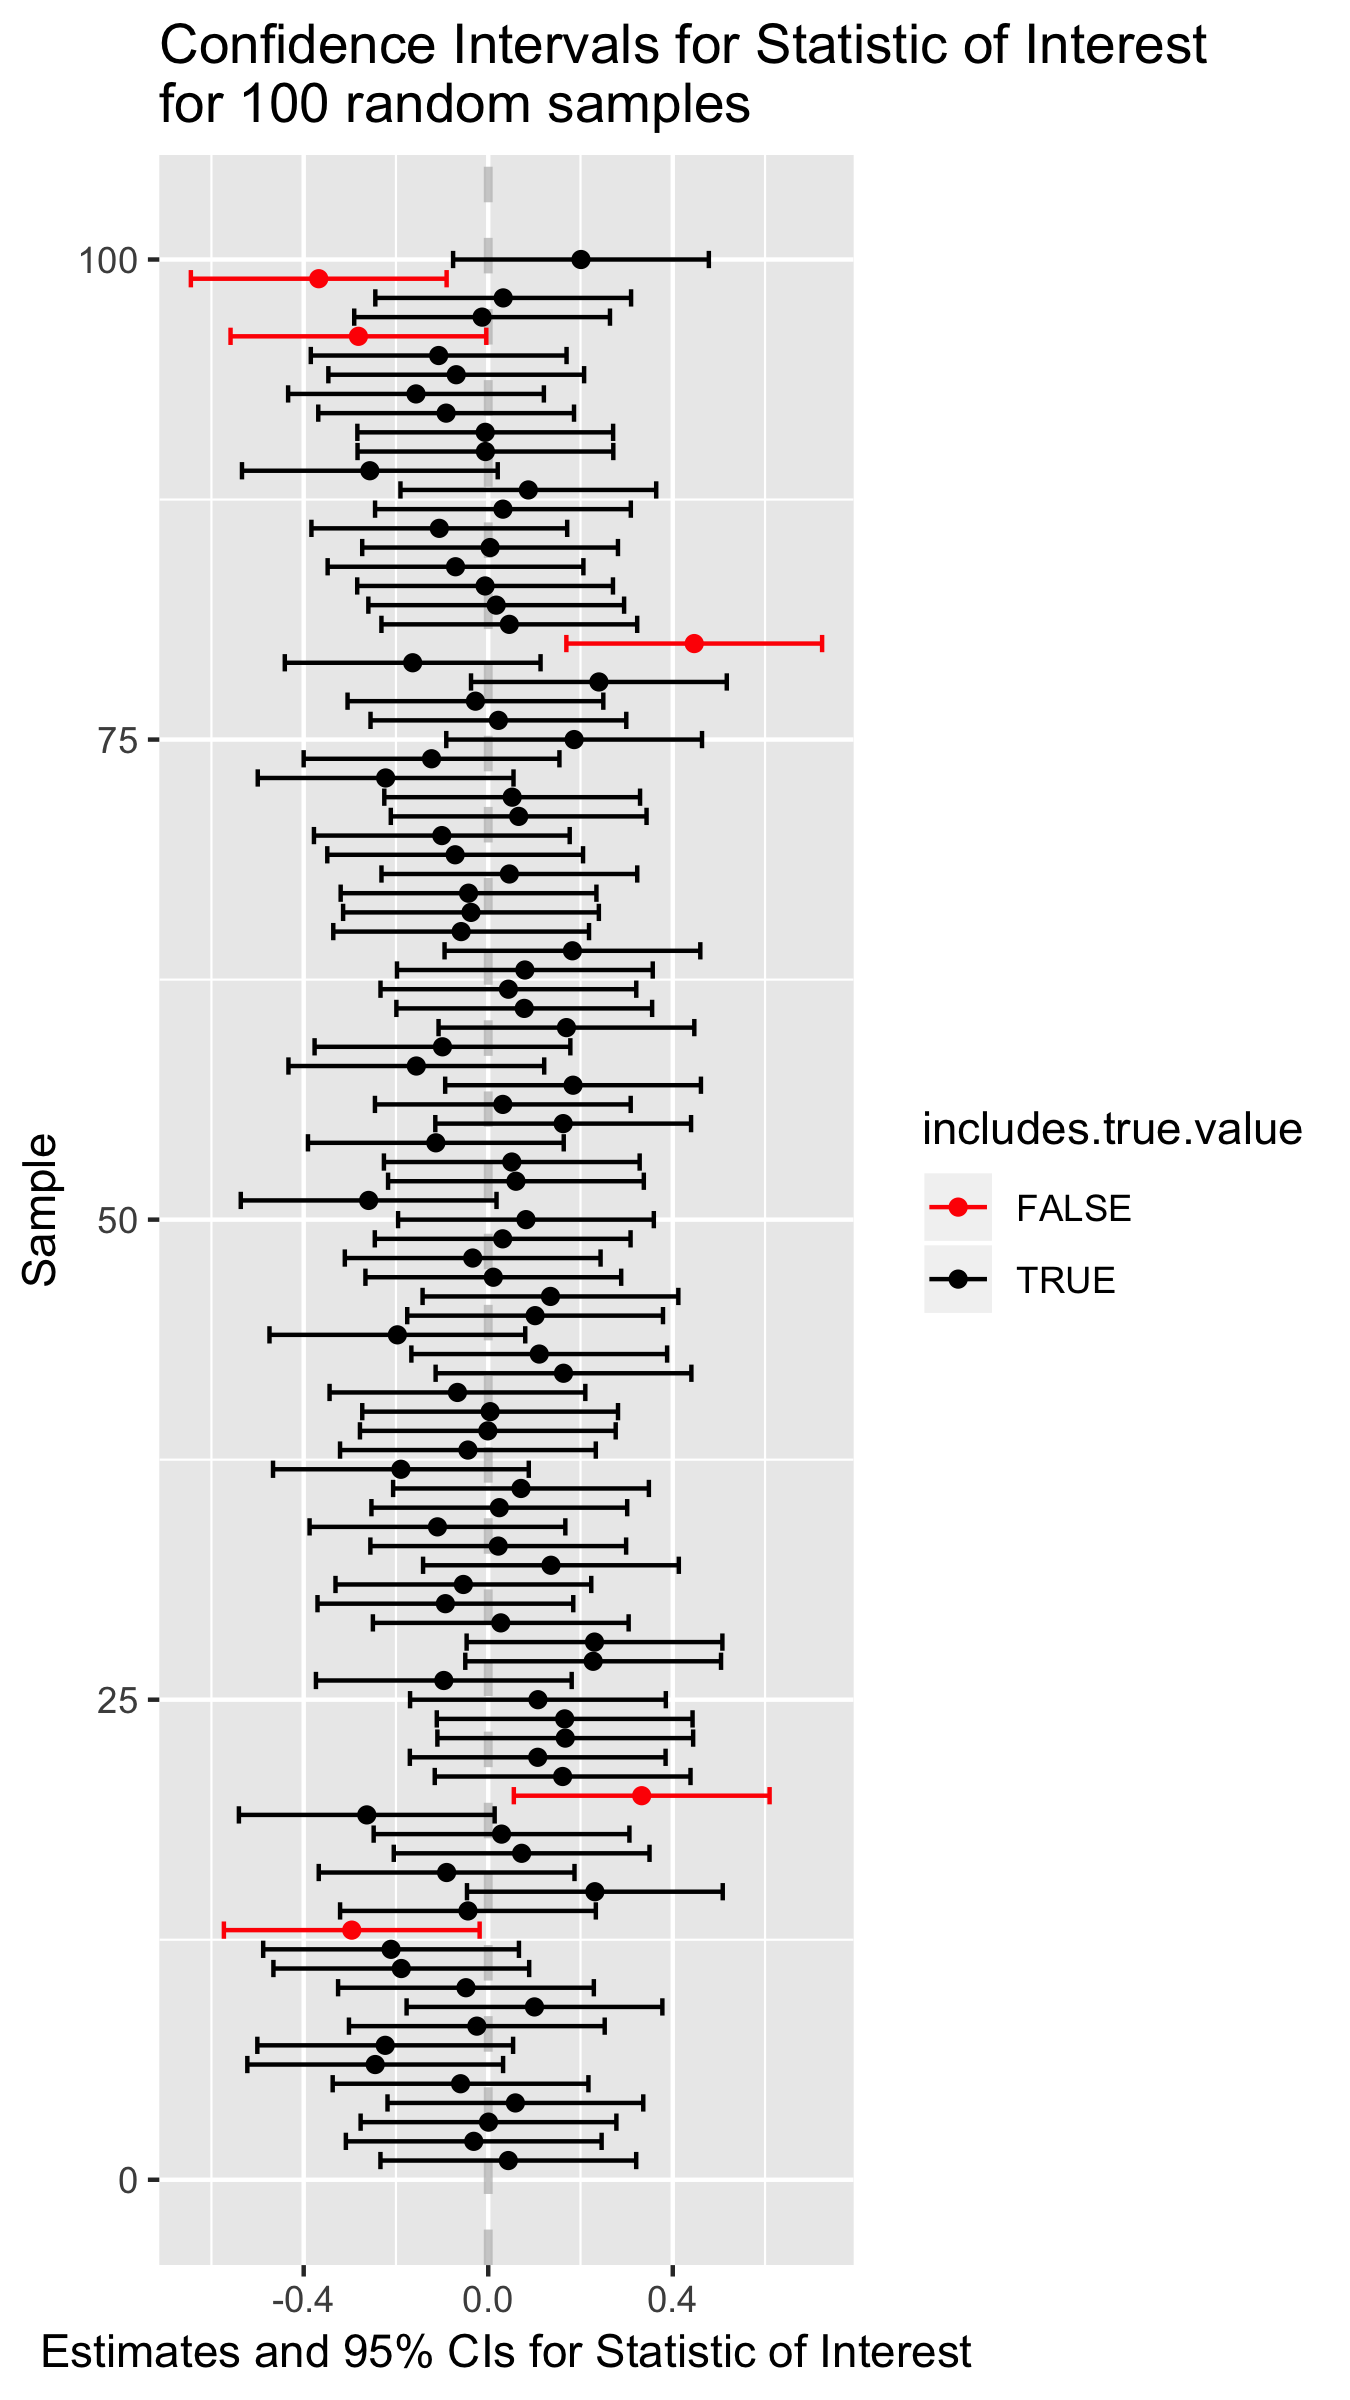 Confidence Intervals for Statistic of Interest
for 100 random samples
100
75
50
25
0
Sample
-0.4 0.0 0.4
Estimates and 95% CIs for Statistic of Interest
includes.true.value
FALSE
TRUE